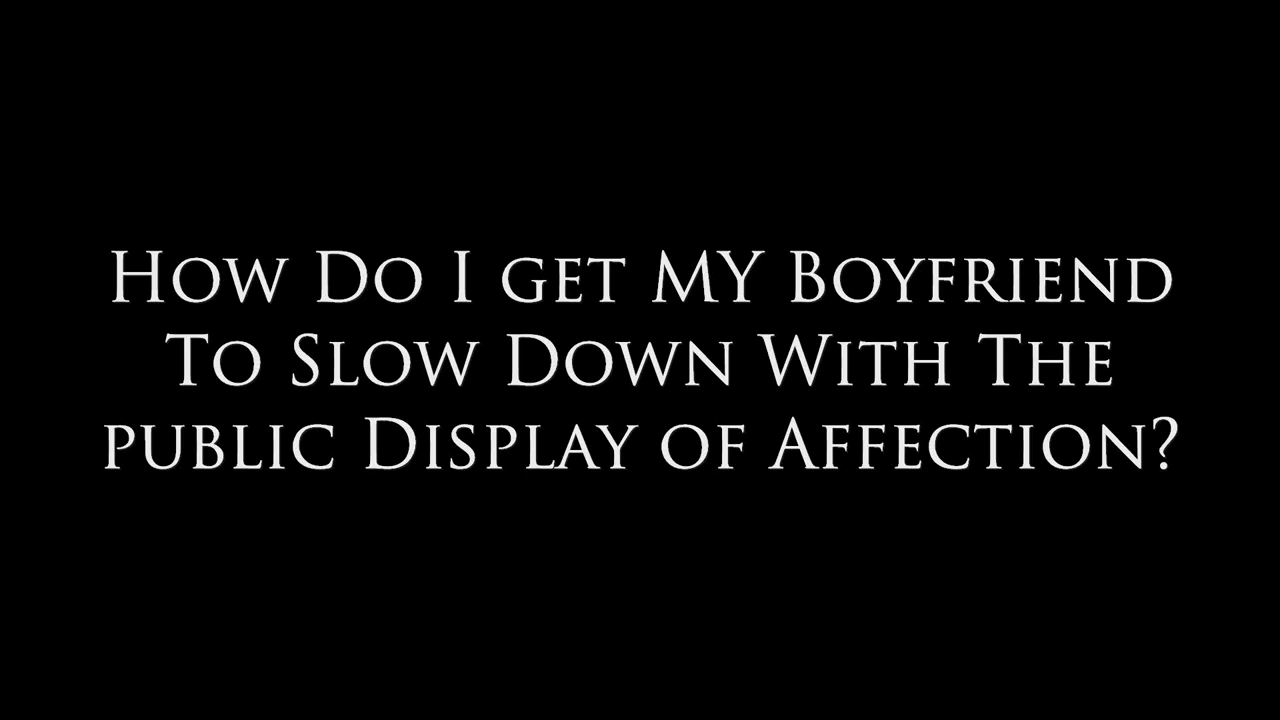 How Do I get MY Boyfriend
To Slow Down With The
public Display of Affection?